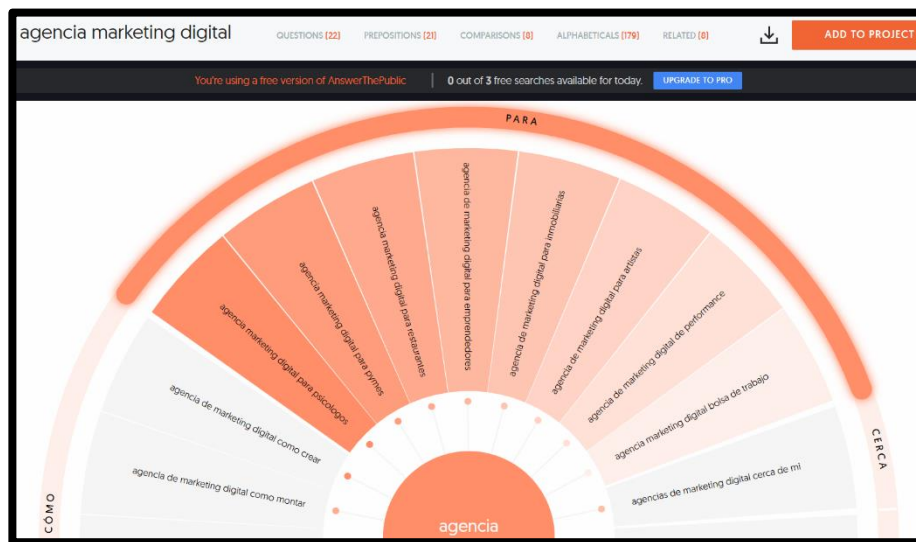 agencia marketing digital
QUESTIONS [22]
PREPOSITIONS [21]
COMPARISONS [0]
ALPHABETICALS [179]
RELATED [0]
ADD TO PROJECT
You're using a free version of AnswerThePublic
0 out of 3 free searches available for today.
UPGRADE TO PRO
PARA
CÓMO
CERCA
agencia de marketing digital como montar
agencia de marketing digital como crear
agencia marketing digital para psicologos
agencia marketing digital para pymes
agencia marketing digital para restaurantes
agencia de marketing digital para emprendedores
agencia de marketing digital para inmobiliarias
agencia de marketing digital para artistas
agencia de marketing digital de performance
agencia marketing digital bolsa de trabajo
agencias de marketing digital cerca de mi
agencia